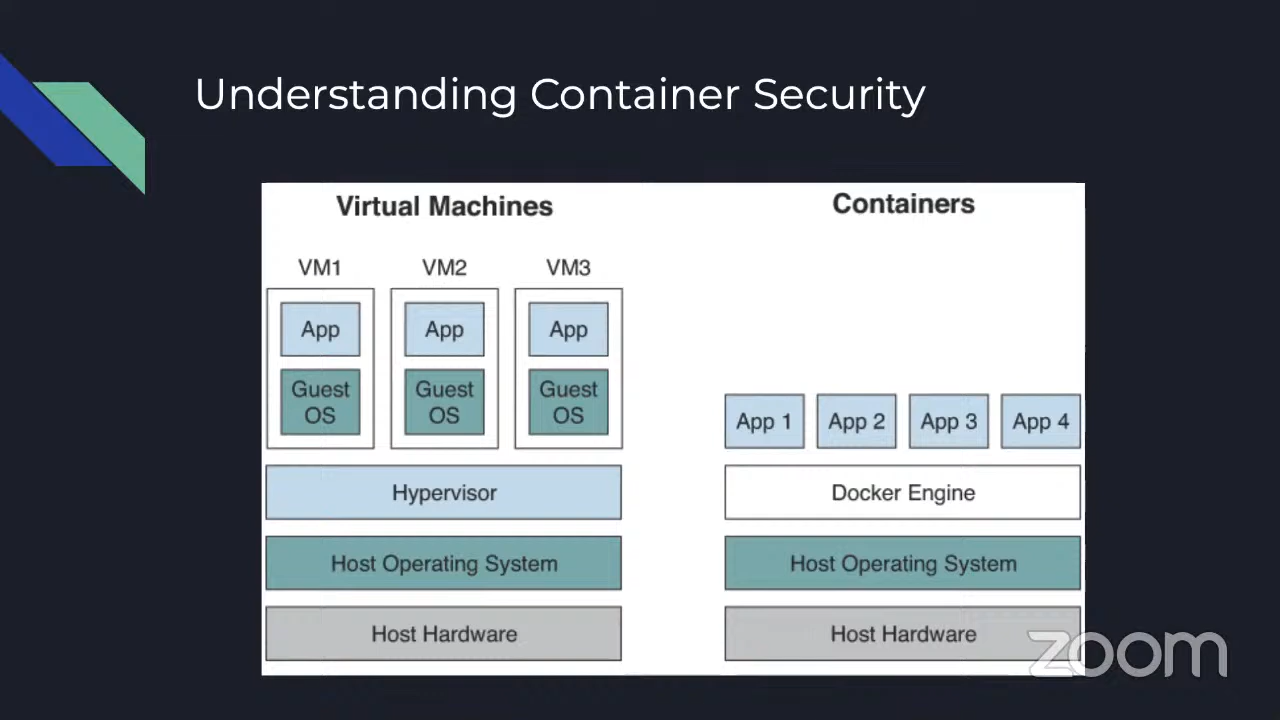 Understanding Container Security
Virtual Machines
VM1
VM2
VM3
App
App
App
Guest
OS
Guest
OS
Guest
OS
Hypervisor
Host Operating System
Host Hardware
Containers
App 1
App 2
App 3
App 4
Docker Engine
Host Operating System
Host Hardware
zoom